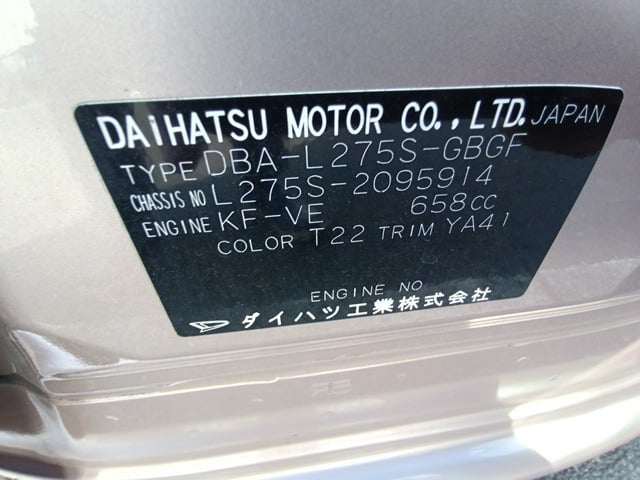 DAIHATSU MOTOR CO., LTD. JAPAN
TYPE DBA-L275S-GBGF
CHASSIS NO L275S-2095914
ENGINE KF-VE 658CC
COLOR T22 TRIM YA41
ENGINE NO
ダイハツ工業株式会社